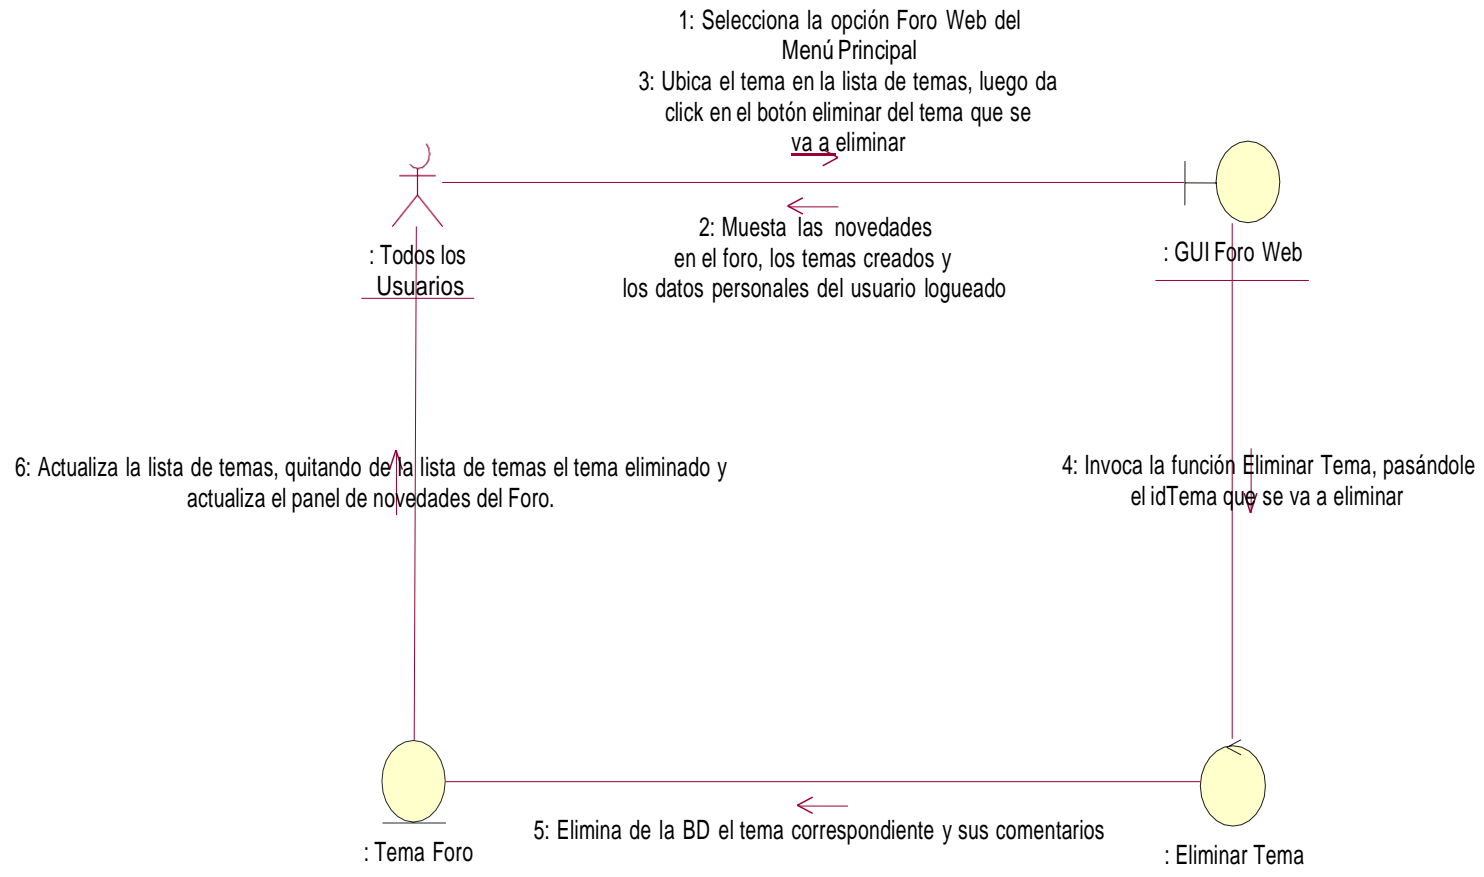 1: Selecciona la opción Foro Web del
Menú Principal
3: Ubica el tema en la lista de temas, luego da
click en el botón eliminar del tema que se
va a eliminar
2: Muesta las novedades
en el foro, los temas creados y
los datos personales del usuario logueado
: Todos los
Usuarios
: GUI Foro Web
6: Actualiza la lista de temas, quitando de la lista de temas el tema eliminado y
actualiza el panel de novedades del Foro.
4: Invoca la función Eliminar Tema, pasándole
el idTema que se va a eliminar
5: Elimina de la BD el tema correspondiente y sus comentarios
: Tema Foro
: Eliminar Tema